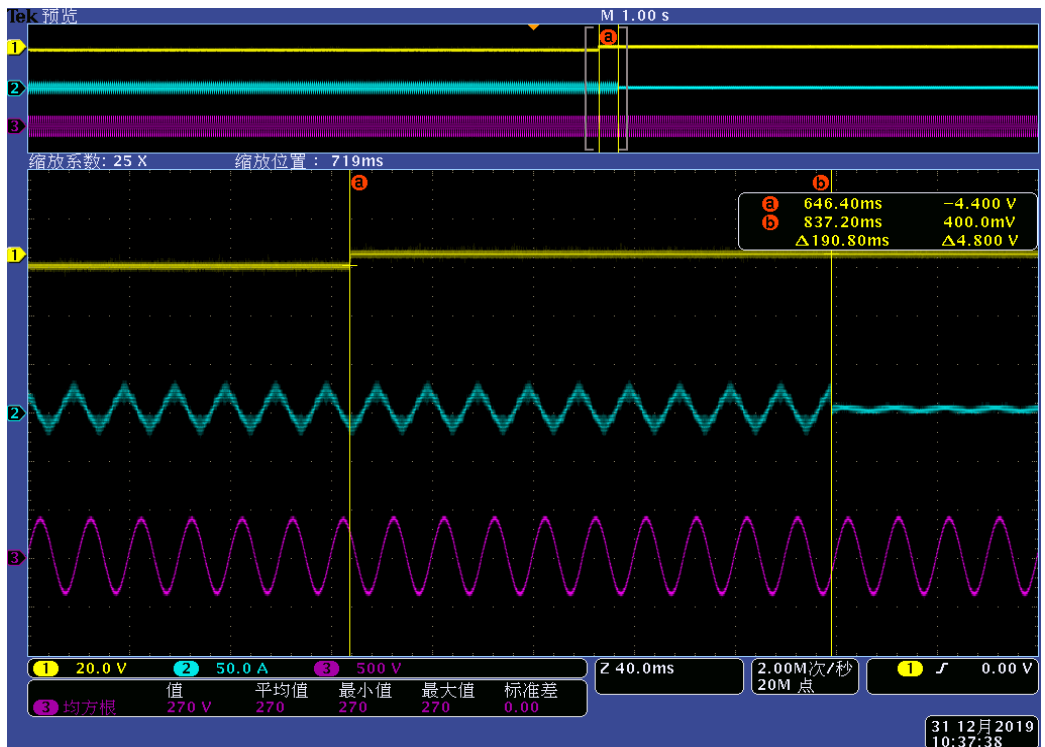 Tek 预览 M 1.00 s
a
1
2
3
缩放系数: 25 X 缩放位置： 719ms
a b
a 646.40ms −4.400 V
b 837.20ms 400.0mV
Δ190.80ms Δ4.800 V
1
2
3
1 20.0 V 2 50.0 A 3 500 V Z 40.0ms 2.00M次/秒 1 0.00 V
20M 点
值 平均值 最小值 最大值 标准差
3 均方根 270 V 270 270 270 0.00
31 12月2019
10:37:38